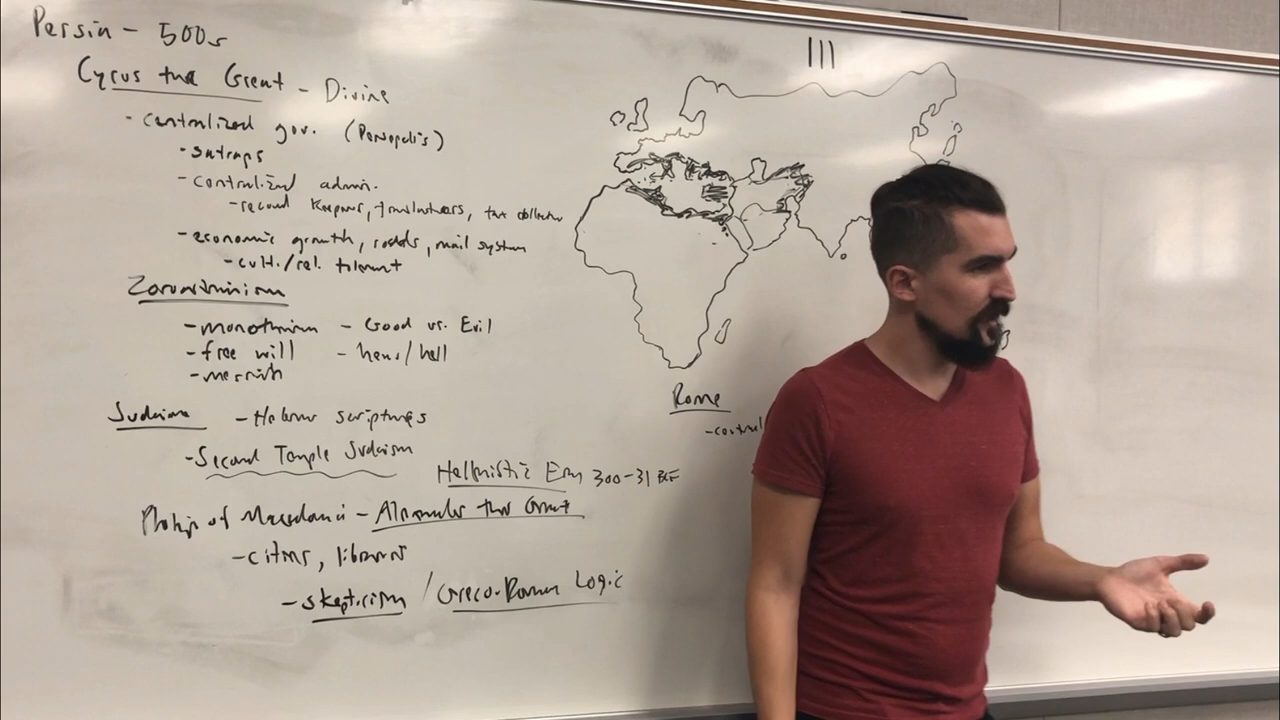 Persia - 500s
Cyrus the Great - Divine
- centralized gov. (Persepolis)
- satraps
- centralized admin.
- record keepers, translators, tax collector
- economic growth, roads, mail system
- cult./rel. tolerant
- monotheism - Good vs. Evil
- free will - heav/hell
- messiah
Judaism - Hebrew scriptures
- Second Temple Judaism
Hellenistic Era 300-31 BCE
Philip of Macedonia - Alexander the Great
- cities, libraries
- skepticism / Greco-Roman Logic
III
Rome
- control